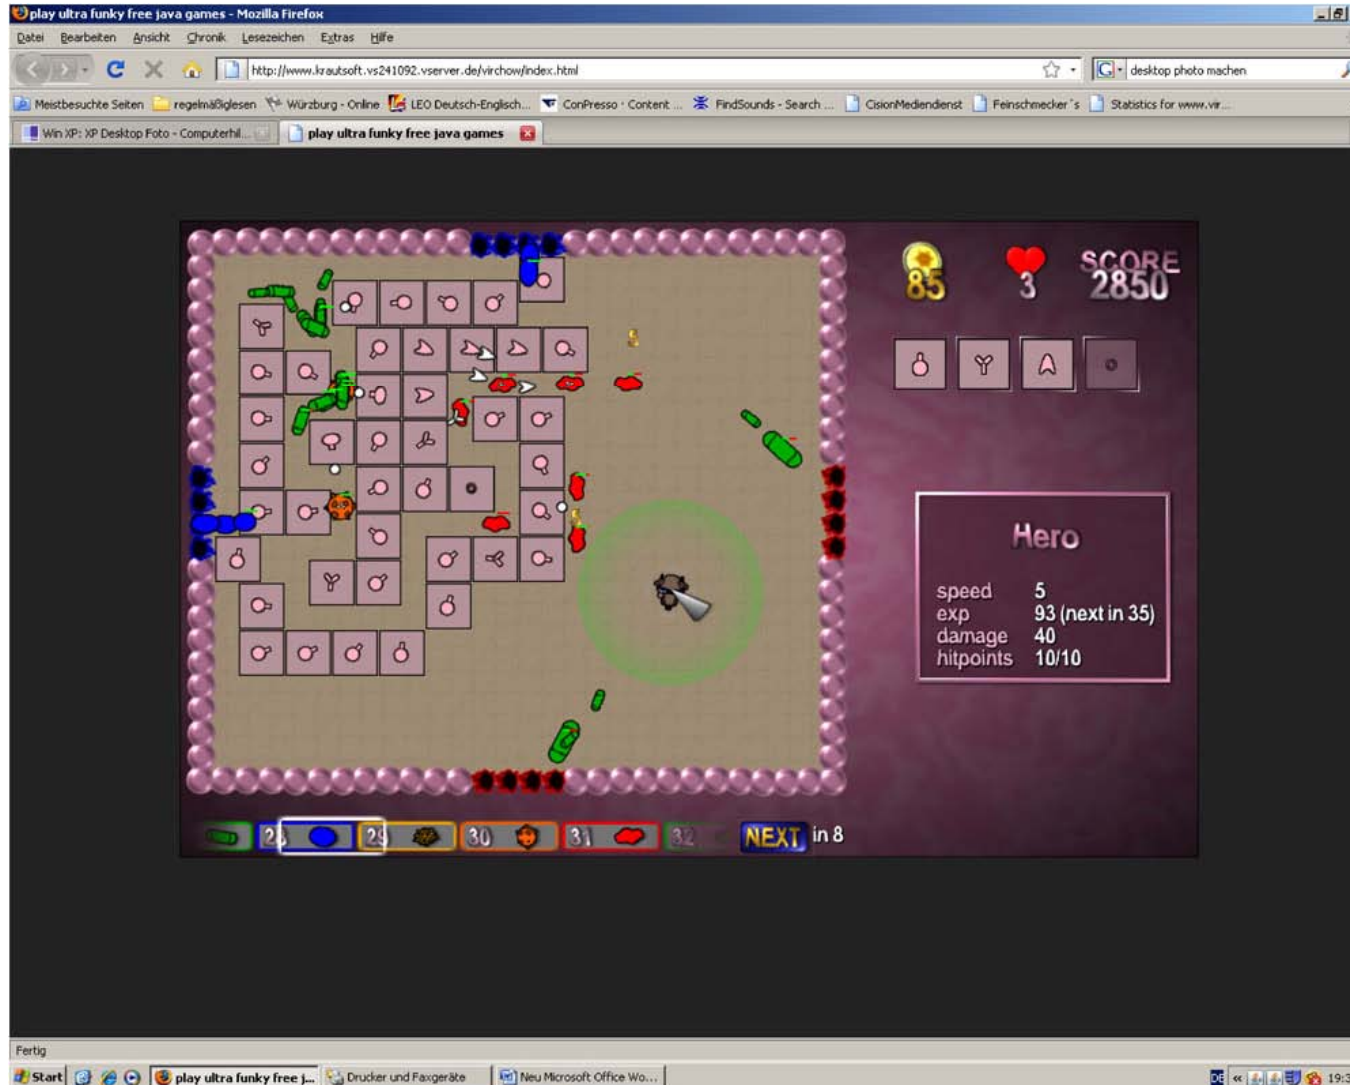 play ultra funky free java games - Mozilla Firefox
Datei Bearbeiten Ansicht Chronik Lesezeichen Extras Hilfe
http://www.krautsoft.vs241092.vserver.de/virchow/index.html
desktop photo machen
Meistbesuchte Seiten regelmäßiglesen Würzburg - Online LEO Deutsch-Englisch... ConPresso · Content ... FindSounds - Search ... CisionMediendienst Feinschmecker´s Statistics for www.vir...
Win XP: XP Desktop Foto - Computerhil... play ultra funky free java games
85 3 SCORE
2850
Hero
speed 5
exp 93 (next in 35)
damage 40
hitpoints 10/10
28 29 30 31 32 NEXT in 8
Fertig
Start play ultra funky free j... Drucker und Faxgeräte Neu Microsoft Office Wo... DE «